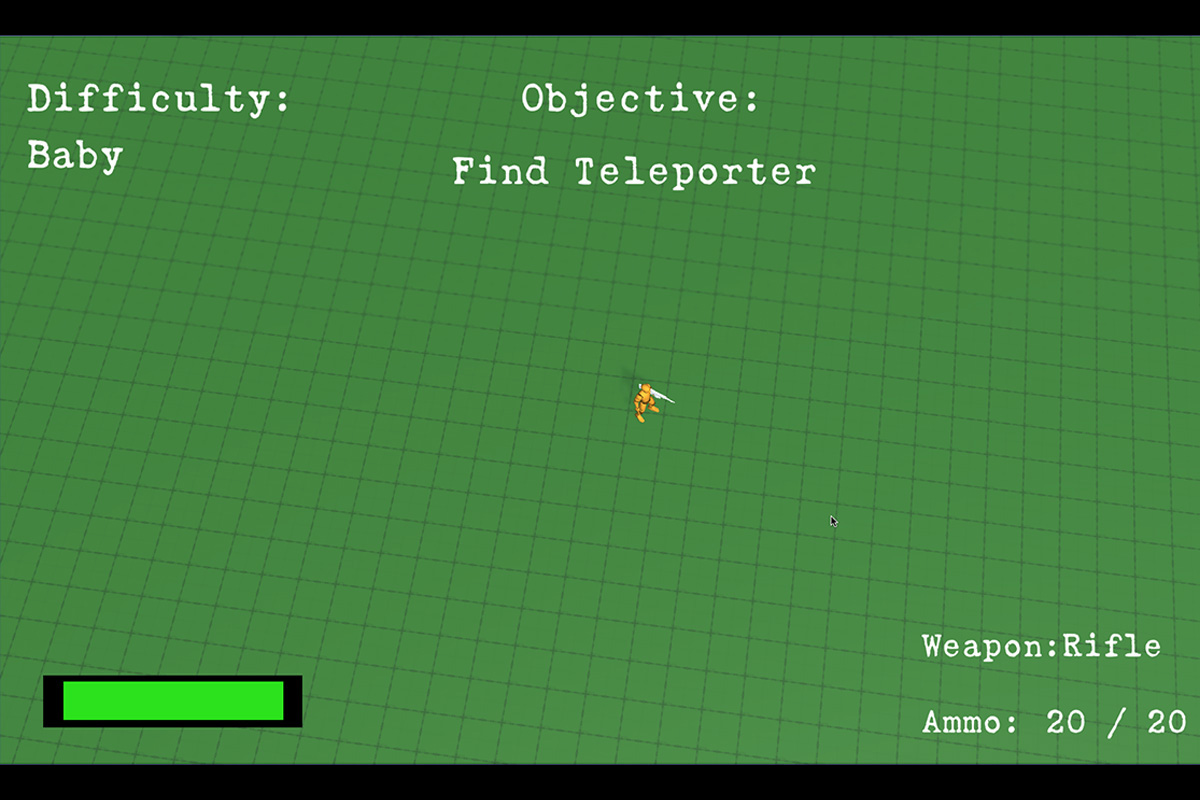 Difficulty:
Baby
Objective:
Find Teleporter
Weapon:Rifle
Ammo: 20 / 20